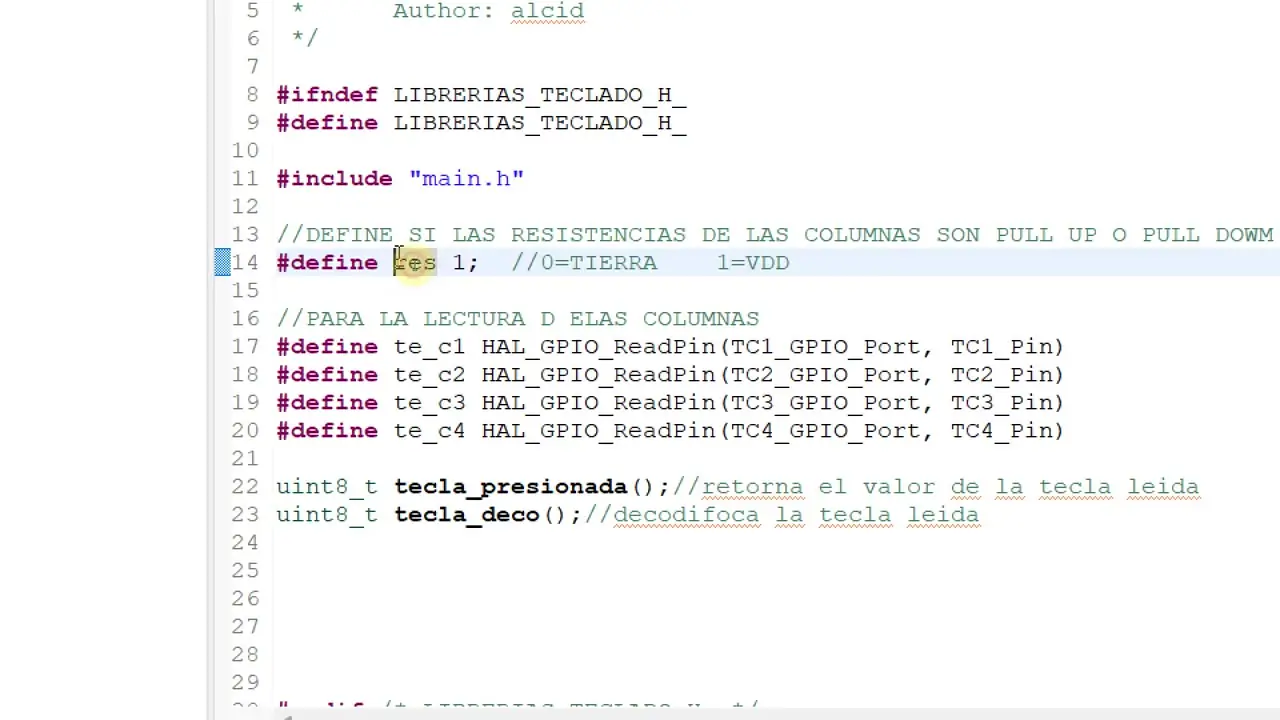 5 * Author: alcid
6 */
7
8 #ifndef LIBRERIAS_TECLADO_H_
9 #define LIBRERIAS_TECLADO_H_
10
11 #include "main.h"
12
13 //DEFINE SI LAS RESISTENCIAS DE LAS COLUMNAS SON PULL UP O PULL DOWM
14 #define res 1; //0=TIERRA 1=VDD
15
16 //PARA LA LECTURA D ELAS COLUMNAS
17 #define te_c1 HAL_GPIO_ReadPin(TC1_GPIO_Port, TC1_Pin)
18 #define te_c2 HAL_GPIO_ReadPin(TC2_GPIO_Port, TC2_Pin)
19 #define te_c3 HAL_GPIO_ReadPin(TC3_GPIO_Port, TC3_Pin)
20 #define te_c4 HAL_GPIO_ReadPin(TC4_GPIO_Port, TC4_Pin)
21
22 uint8_t tecla_presionada();//retorna el valor de la tecla leida
23 uint8_t tecla_deco();//decodifoca la tecla leida
24
25
26
27
28
29